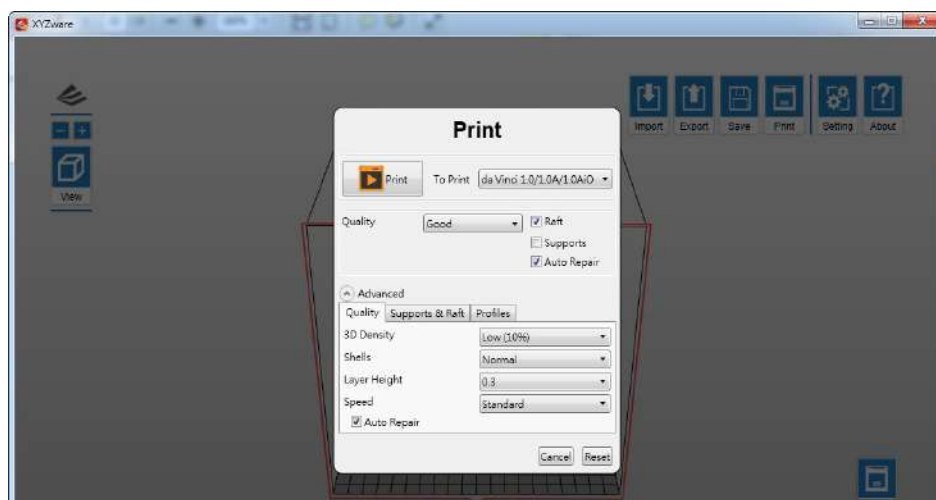 XYZware
Import Export Save Print Setting About
View
Print
Print To Print da Vinci 1.0/1.0A/1.0AiO
Quality Good Raft
Supports
Auto Repair
Advanced
Quality Supports & Raft Profiles
3D Density Low (10%)
Shells Normal
Layer Height 0.3
Speed Standard
Auto Repair
Cancel Reset